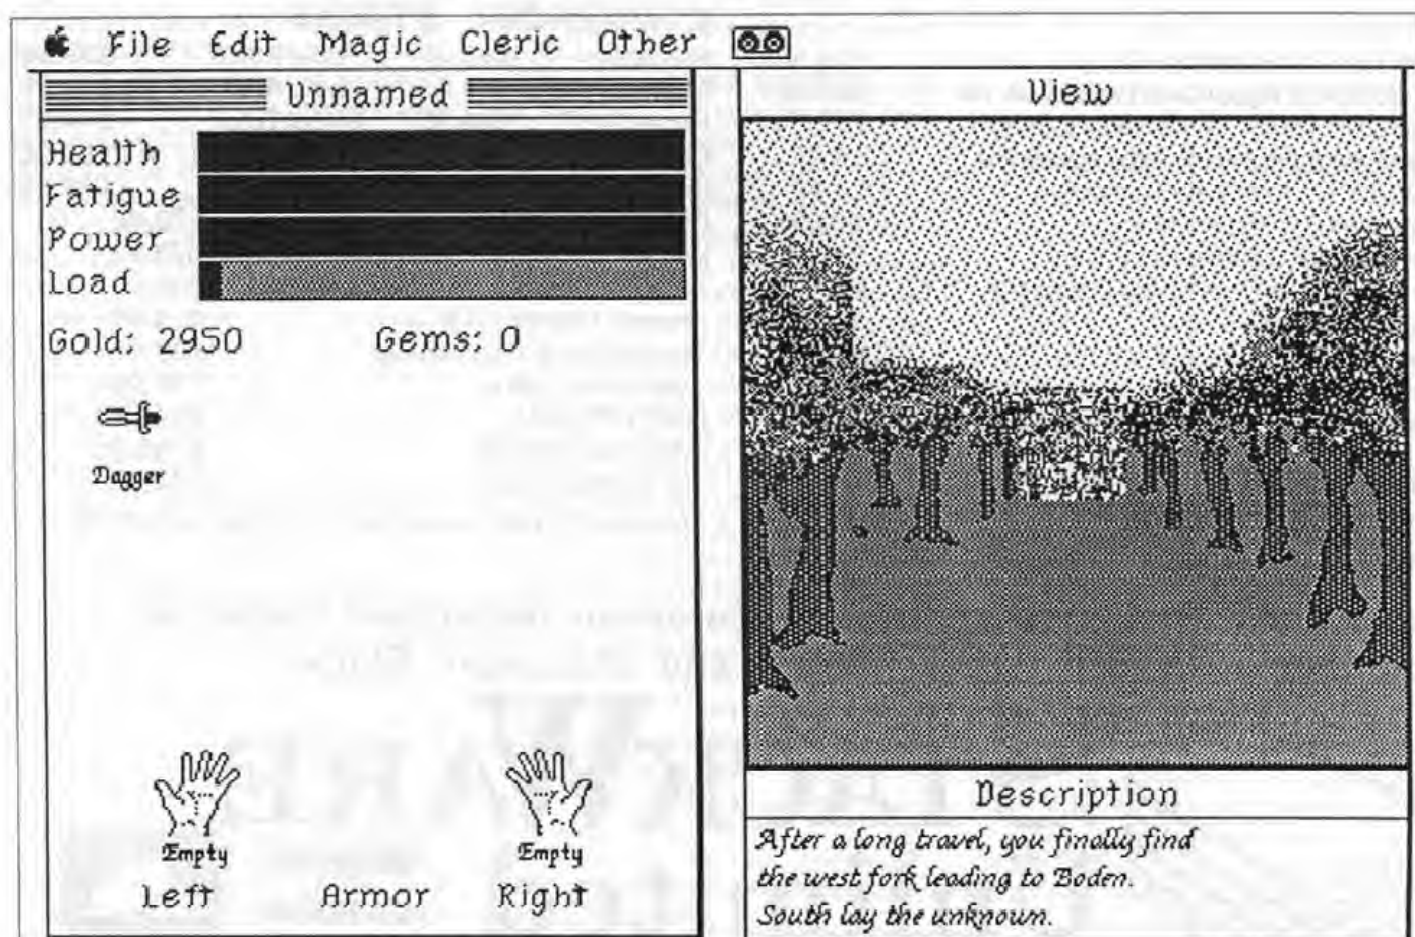 File Edit Magic Cleric Other
Unnamed
Health
Fatigue
Power
Load
Gold: 2950 Gems: 0
Dagger
Empty Empty
Left Armor Right
View
Description
After a long travel, you finally find
the west fork leading to Boden.
South lay the unknown.